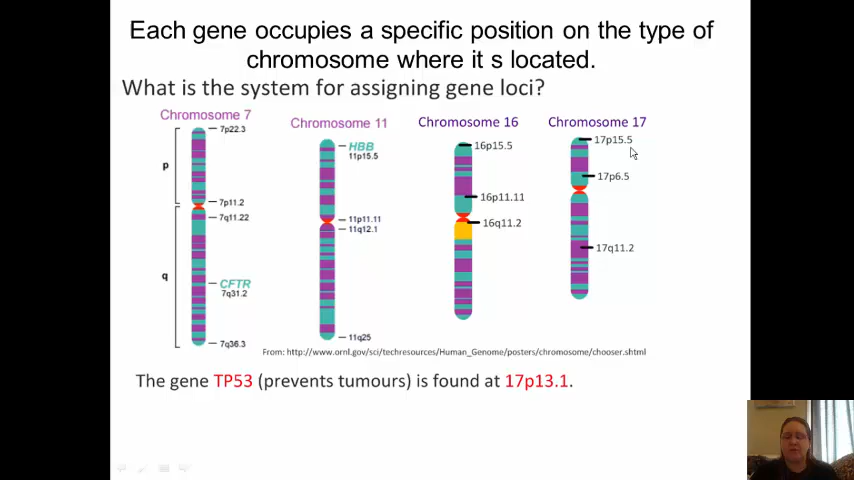 Each gene occupies a specific position on the type of
chromosome where it s located.
What is the system for assigning gene loci?
Chromosome 7
Chromosome 11
Chromosome 16
Chromosome 17
p
q
7p22.3
7p11.2
7q11.22
CFTR
7q31.2
7q36.3
HBB
11p15.5
11p11.11
11q12.1
11q25
16p15.5
16p11.11
16q11.2
17p15.5
17p6.5
17q11.2
From: http://www.ornl.gov/sci/techresources/Human_Genome/posters/chromosome/chooser.shtml
The gene TP53 (prevents tumours) is found at 17p13.1.